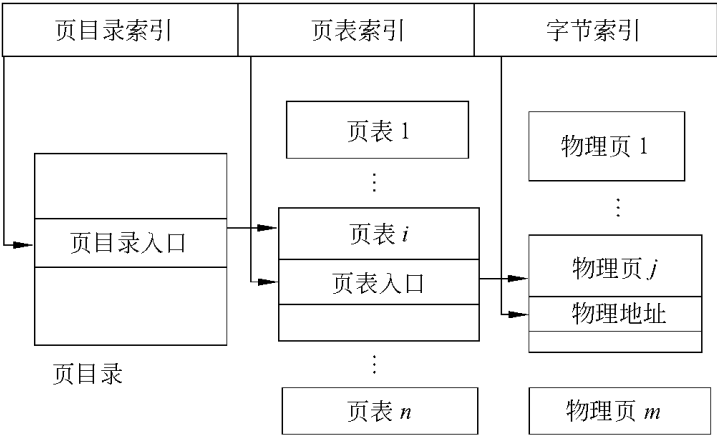 页目录索引 页表索引 字节索引
页表 1
物理页 1
⋮
⋮
页目录入口
页表 i
物理页 j
页表入口
物理地址
页目录
⋮
页表 n
物理页 m